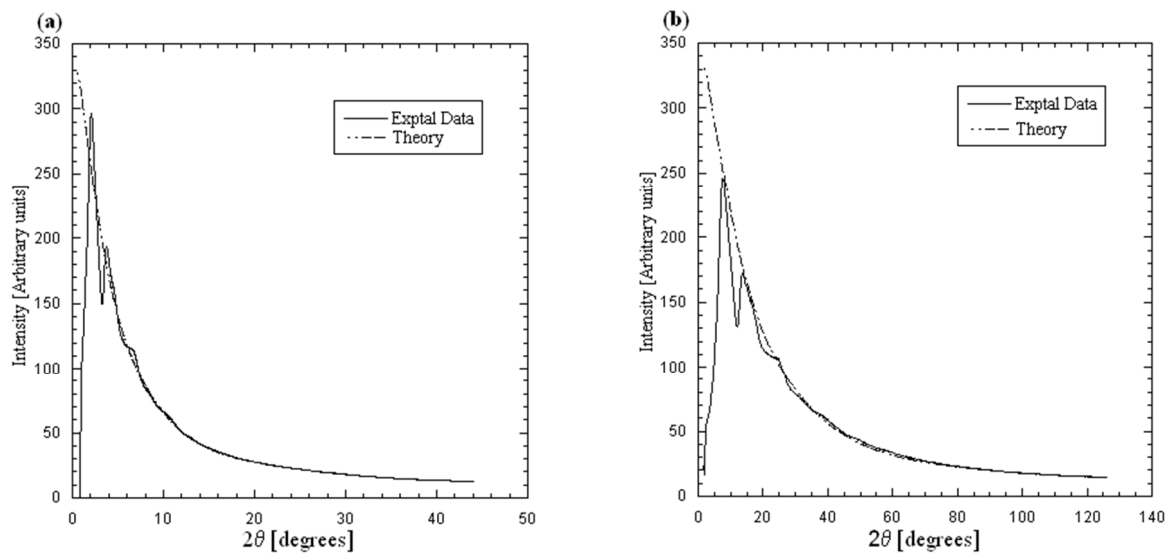 (a)
350
300
250
200
150
100
50
0
Intensity [Arbitrary units]
Exptal Data
Theory
0 10 20 30 40 50
2θ [degrees]
(b)
350
300
250
200
150
100
50
0
Intensity [Arbitrary units]
Exptal Data
Theory
0 20 40 60 80 100 120 140
2θ [degrees]